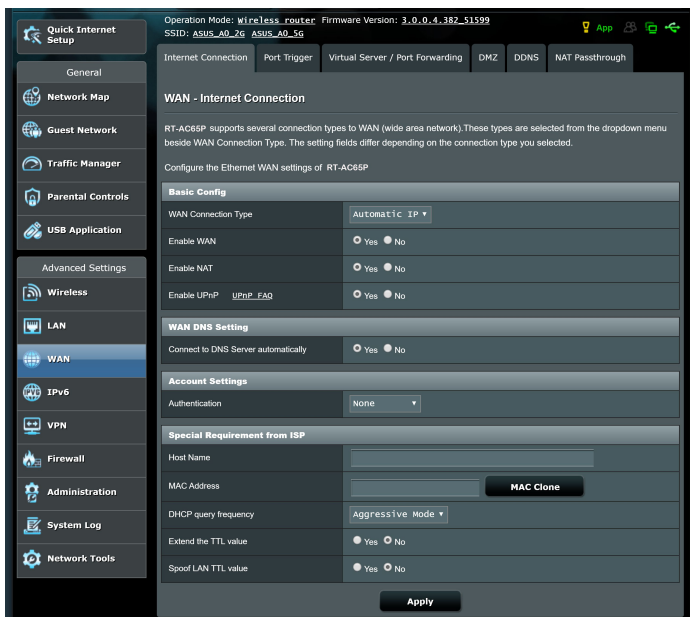 Quick Internet
Setup
General
Network Map
Guest Network
Traffic Manager
Parental Controls
USB Application
Advanced Settings
Wireless
LAN
WAN
IPv6
VPN
Firewall
Administration
System Log
Network Tools
Operation Mode: Wireless router Firmware Version: 3.0.0.4.382_51599
SSID: ASUS_A0_2G ASUS_A0_5G
App
Internet Connection Port Trigger Virtual Server / Port Forwarding DMZ DDNS NAT Passthrough
WAN - Internet Connection
RT-AC65P supports several connection types to WAN (wide area network).These types are selected from the dropdown menu
beside WAN Connection Type. The setting fields differ depending on the connection type you selected.
Configure the Ethernet WAN settings of RT-AC65P
Basic Config
WAN Connection Type Automatic IP
Enable WAN Yes No
Enable NAT Yes No
Enable UPnP UPnP FAQ Yes No
WAN DNS Setting
Connect to DNS Server automatically Yes No
Account Settings
Authentication None
Special Requirement from ISP
Host Name
MAC Address MAC Clone
DHCP query frequency Aggressive Mode
Extend the TTL value Yes No
Spoof LAN TTL value Yes No
Apply